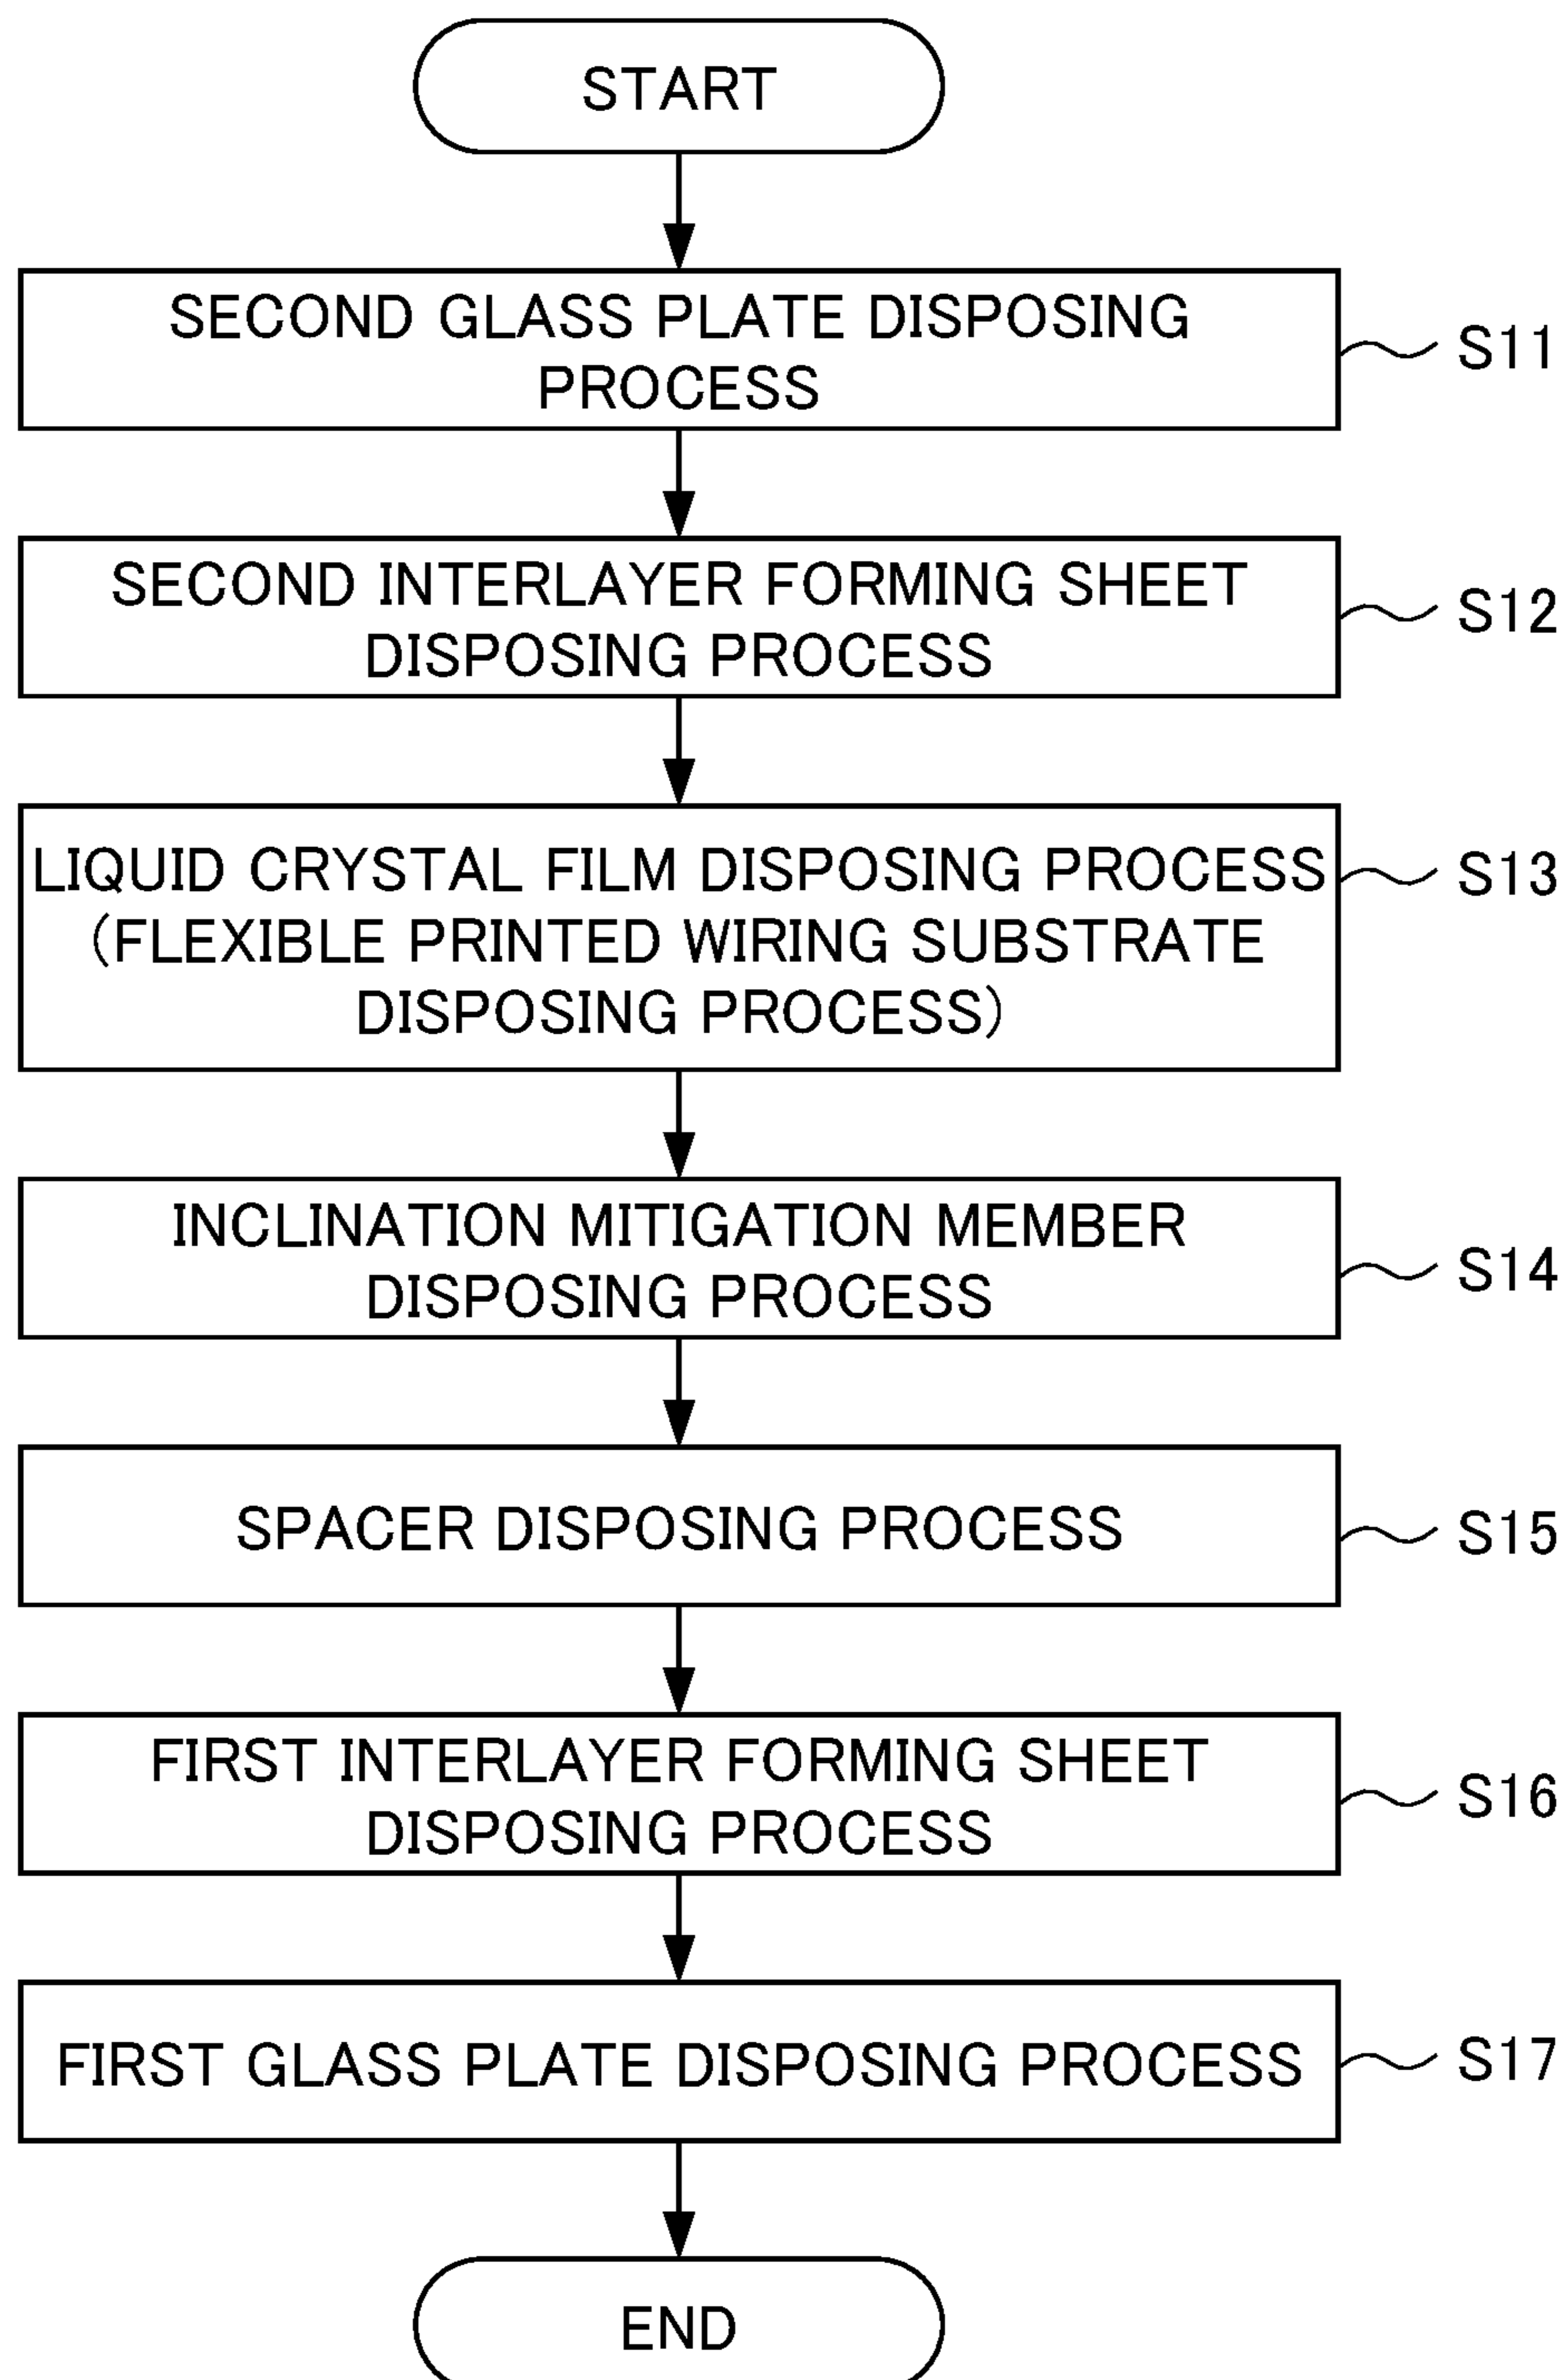 START
SECOND GLASS PLATE DISPOSING
PROCESS
S11
SECOND INTERLAYER FORMING SHEET
DISPOSING PROCESS
S12
LIQUID CRYSTAL FILM DISPOSING PROCESS
(FLEXIBLE PRINTED WIRING SUBSTRATE
DISPOSING PROCESS)
S13
INCLINATION MITIGATION MEMBER
DISPOSING PROCESS
S14
SPACER DISPOSING PROCESS
S15
FIRST INTERLAYER FORMING SHEET
DISPOSING PROCESS
S16
FIRST GLASS PLATE DISPOSING PROCESS
S17
END